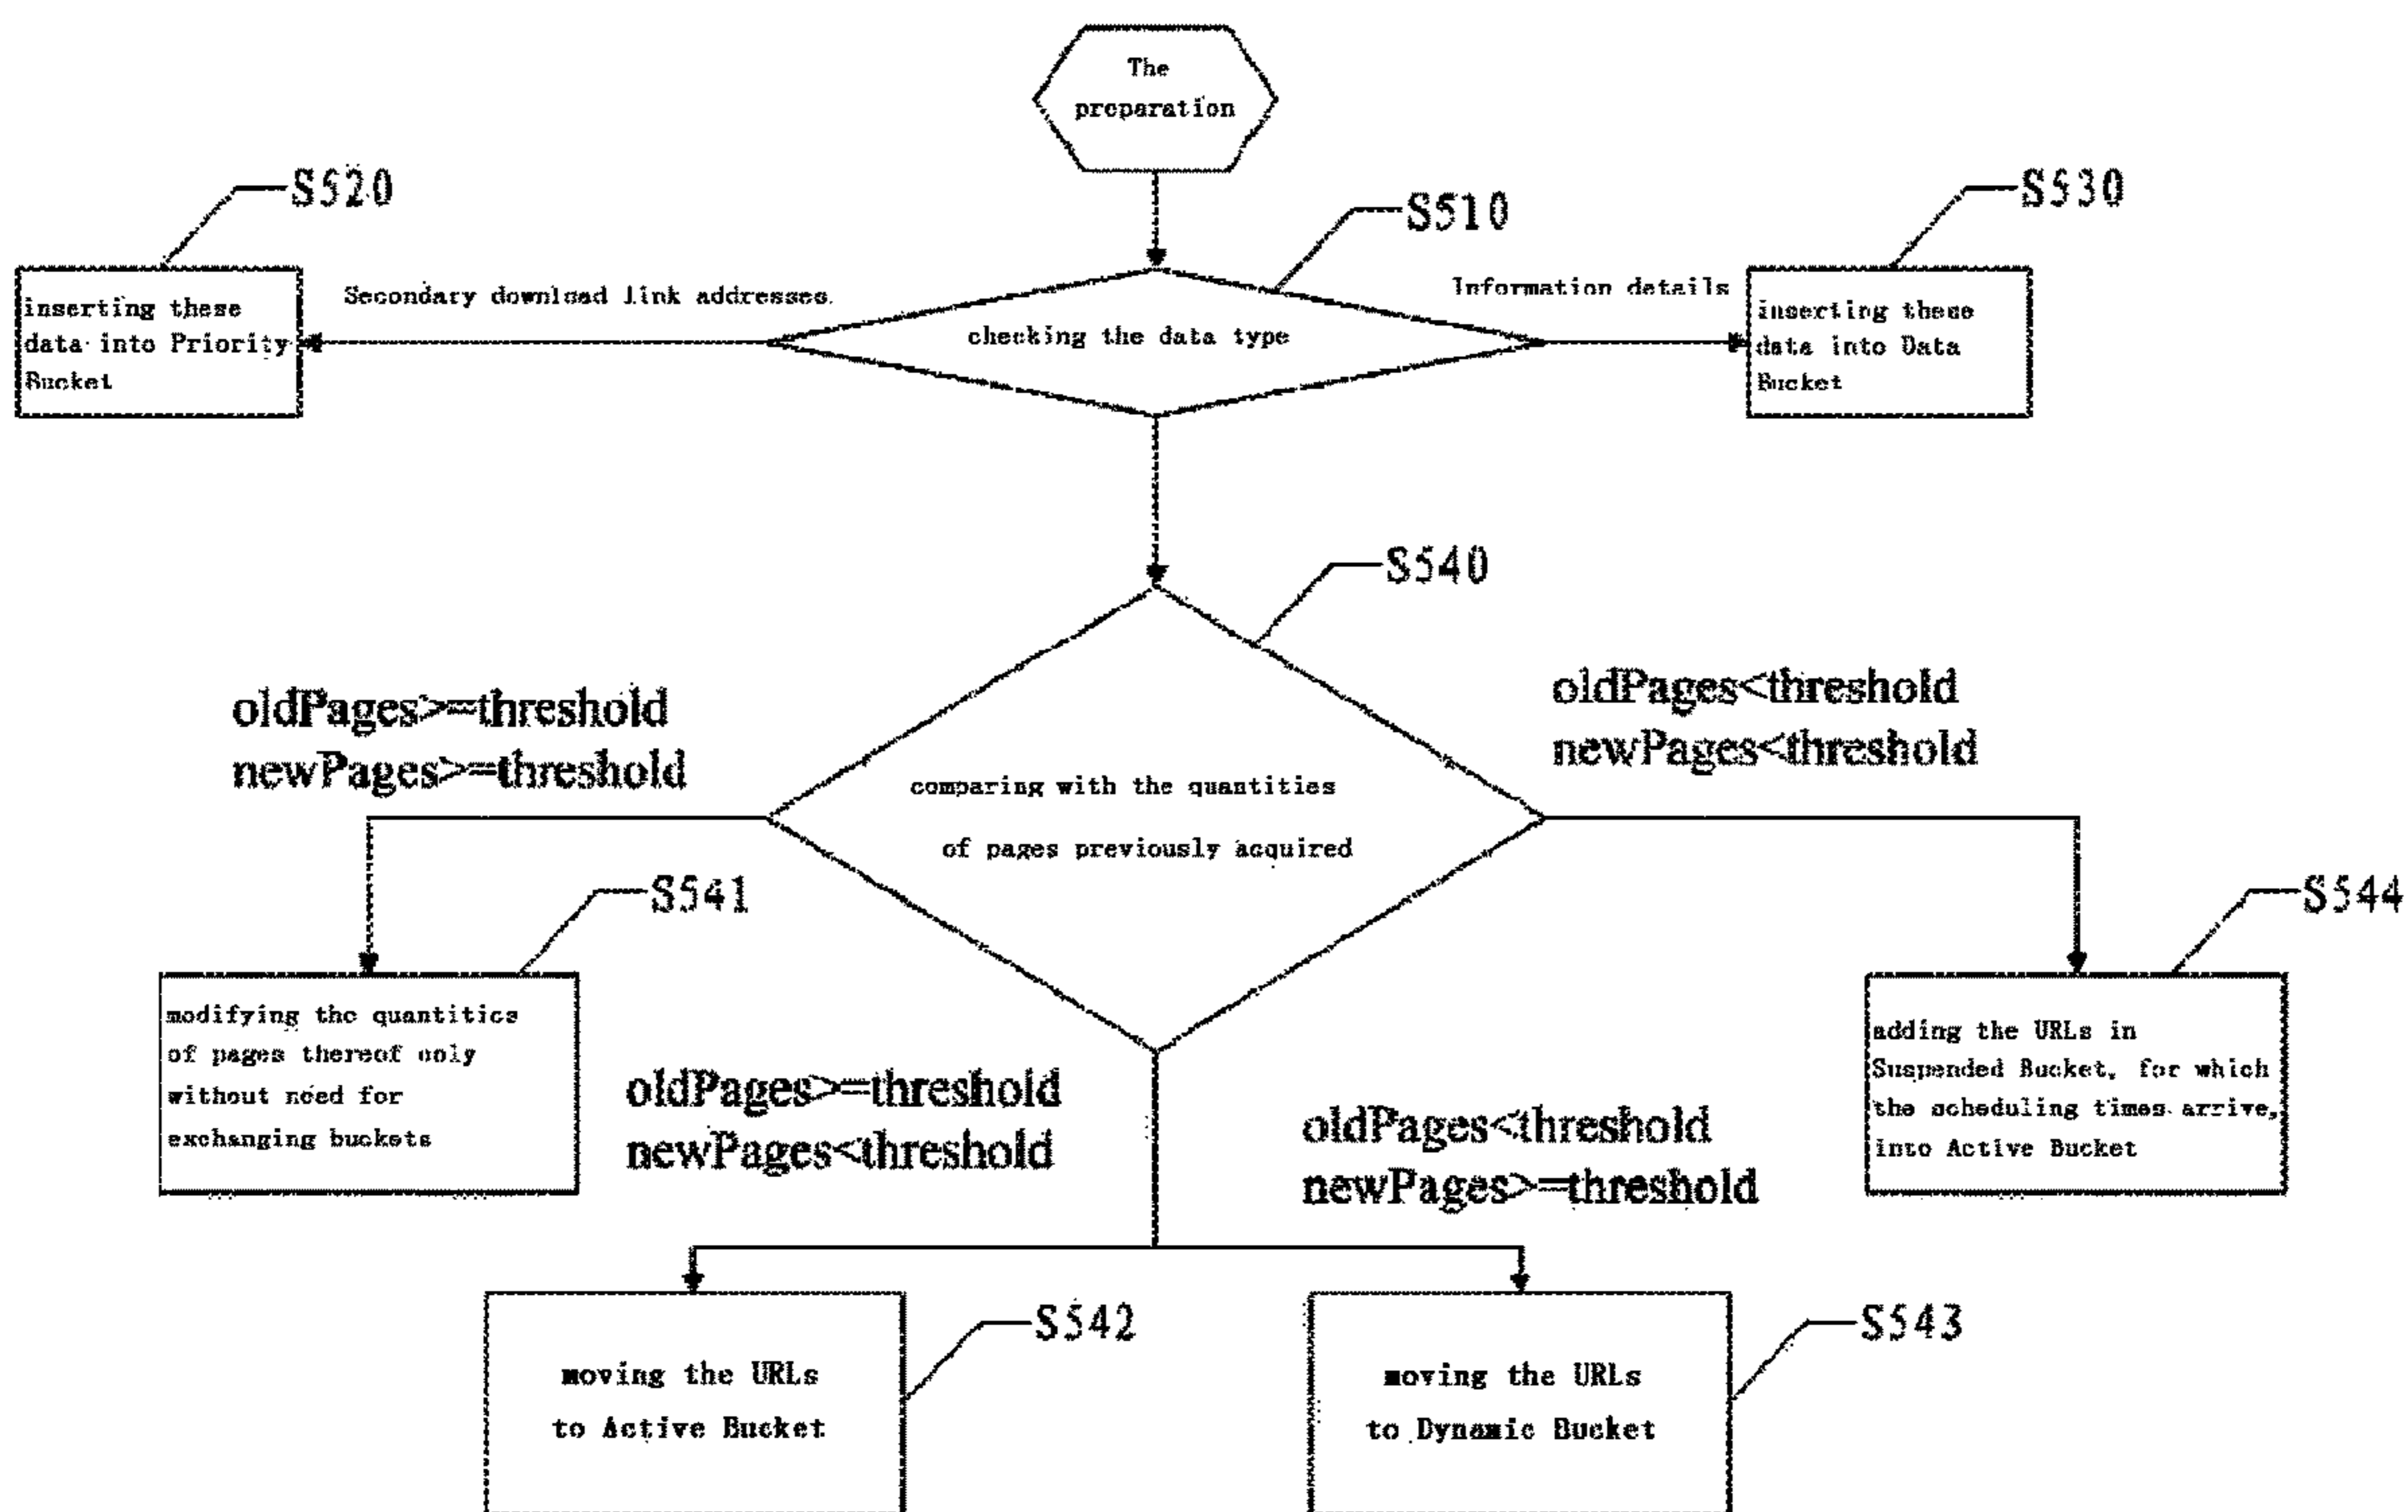 The
preparation
S520
S510
S530
inserting these
data into Priority
Bucket
Secondary download link addresses.
checking the data type
Information details
inserting these
data into Data
Bucket
S540
oldPages>=threshold
newPages>=threshold
oldPages<threshold
newPages<threshold
comparing with the quantities
of pages previously acquired
S541
S544
modifying the quantities
of pages thereof only
without need for
exchanging buckets
oldPages>=threshold
newPages<threshold
oldPages<threshold
newPages>=threshold
adding the URLs in
Suspended Bucket, for which
the scheduling times arrive,
into Active Bucket
S542
S543
moving the URLs
to Active Bucket
moving the URLs
to Dynamic Bucket